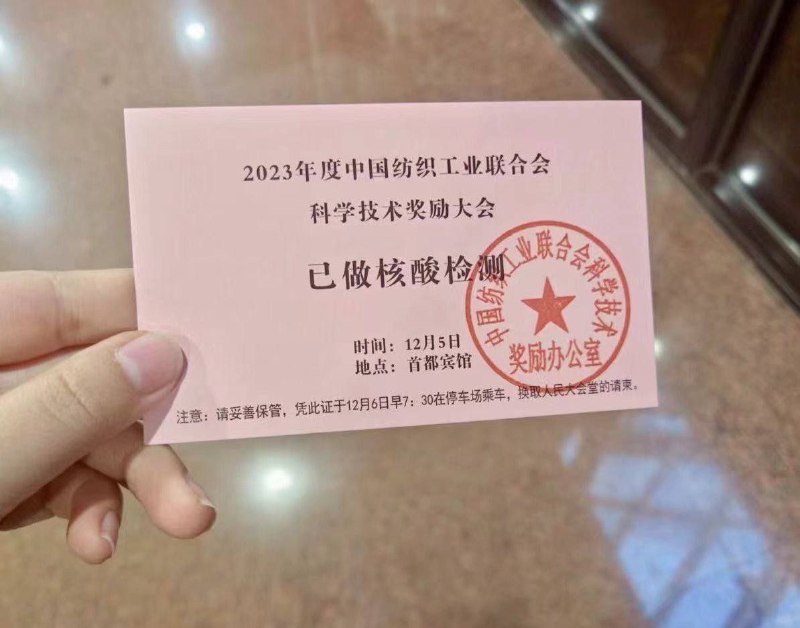 2023年度中国纺织工业联合会
科学技术奖励大会
已做核酸检测
时间：12月5日
地点：首都宾馆
注意：请妥善保管，凭此证于12月6日早7：30在停车场乘车，换取人民大会堂的请柬。
中国纺织工业联合会科学技术
奖励办公室